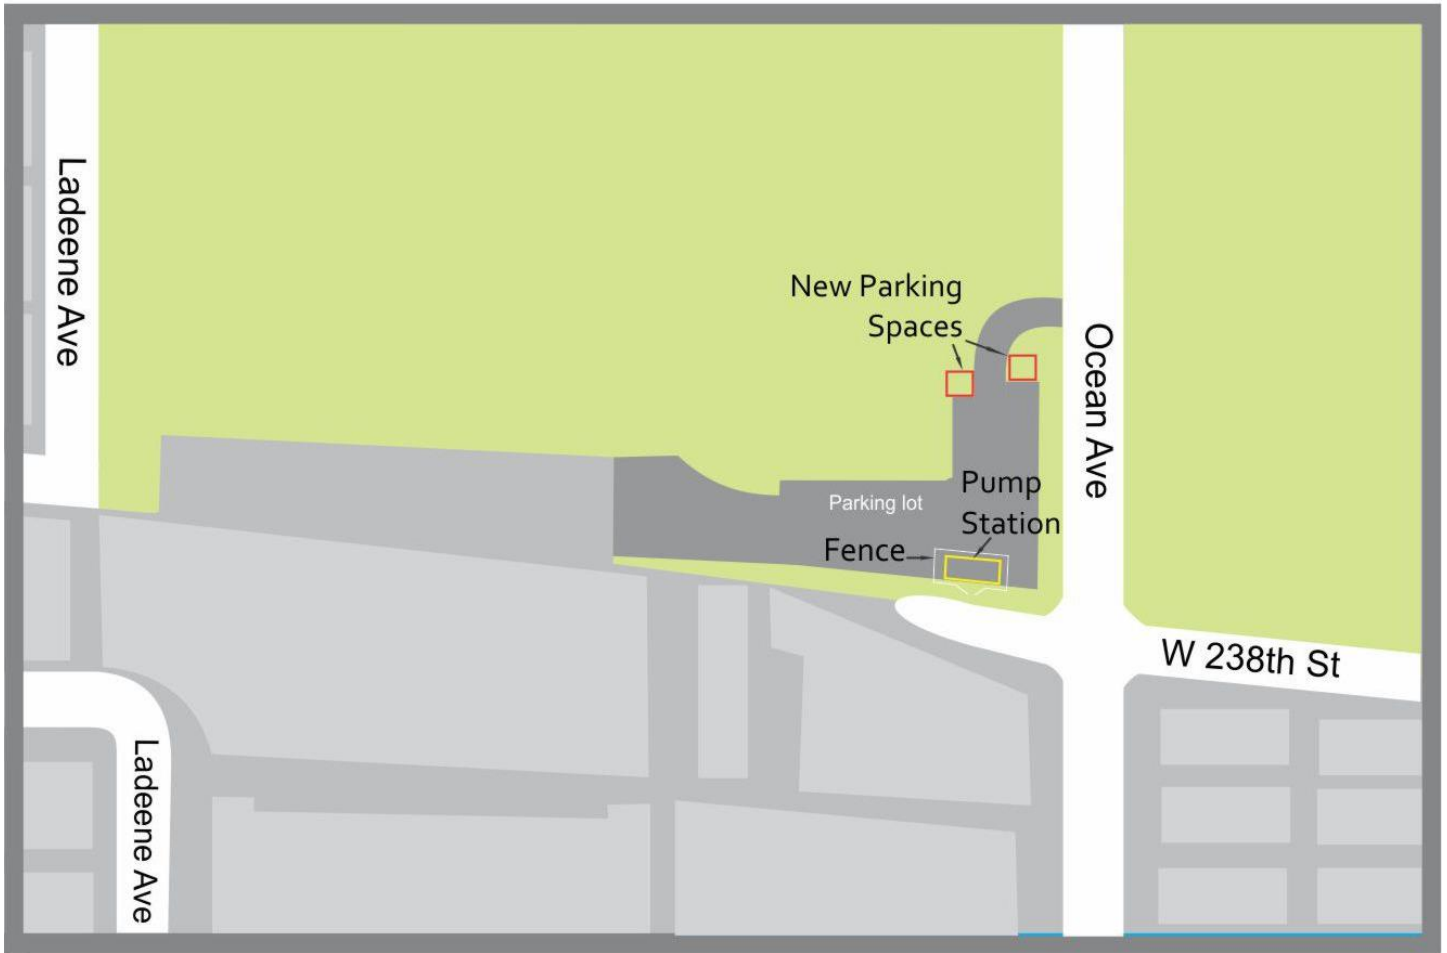 Ladeene Ave
New Parking
Spaces
Ocean Ave
Pump
Parking lot
Station
Fence
W 238th St
Ladeene Ave